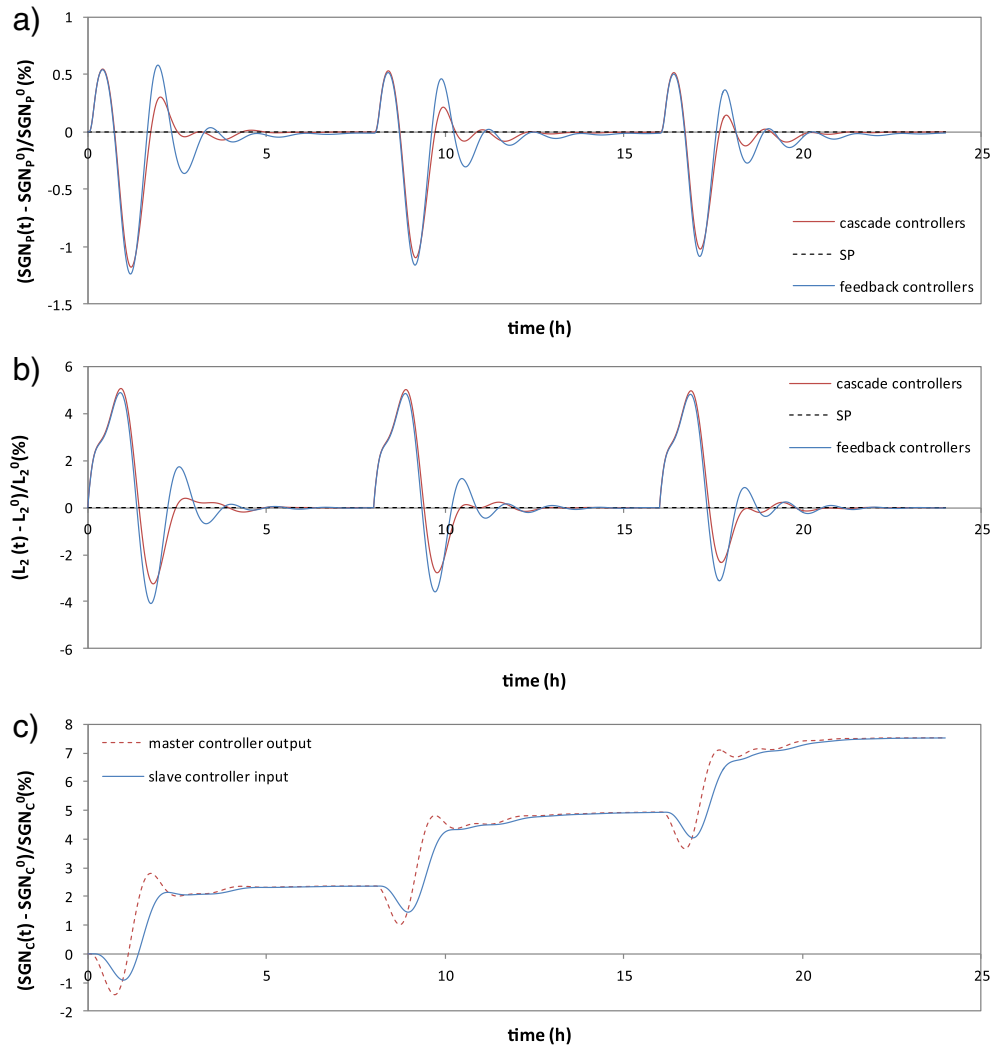 a)
1
0.5
0
-0.5
-1
-1.5
0
5
10
15
20
25
(SGNP(t) - SGNP0)/SGNP0(%)
cascade controllers
SP
feedback controllers
time (h)
b)
6
4
2
0
-2
-4
-6
0
5
10
15
20
25
(L2 (t) - L20)/L20(%)
cascade controllers
SP
feedback controllers
time (h)
c)
8
7
6
5
4
3
2
1
0
-1
-2
0
5
10
15
20
25
(SGNC(t) - SGNC0)/SGNC0(%)
master controller output
slave controller input
time (h)